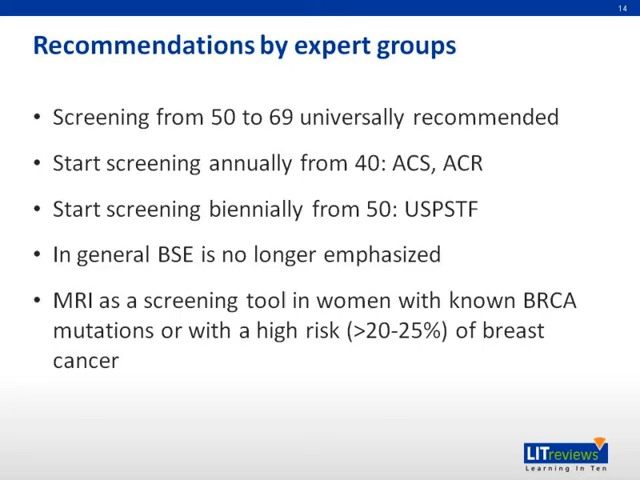 14
Recommendations by expert groups
• Screening from 50 to 69 universally recommended
• Start screening annually from 40: ACS, ACR
• Start screening biennially from 50: USPSTF
• In general BSE is no longer emphasized
• MRI as a screening tool in women with known BRCA
mutations or with a high risk (>20-25%) of breast
cancer
LITreviews
Learning In Ten